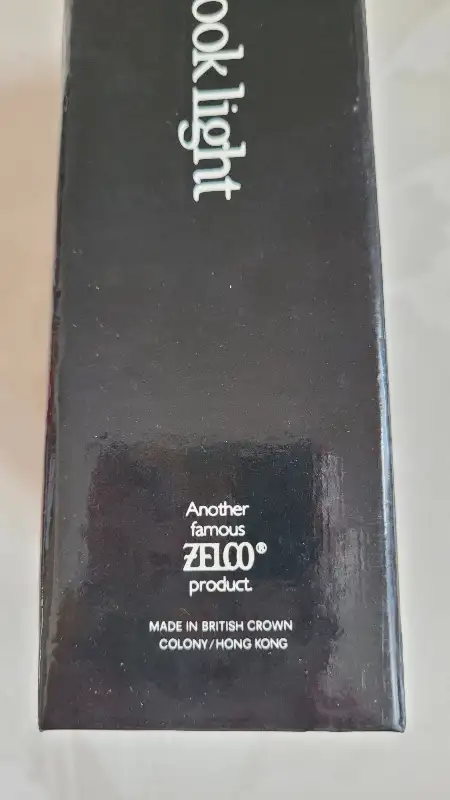 ook light
Another
famous
ZELCO®
product.
MADE IN BRITISH CROWN
COLONY/HONG KONG